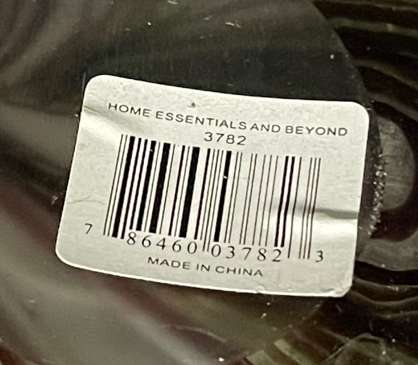 HOME ESSENTIALS AND BEYOND
3782
7 86460 03782 3
MADE IN CHINA